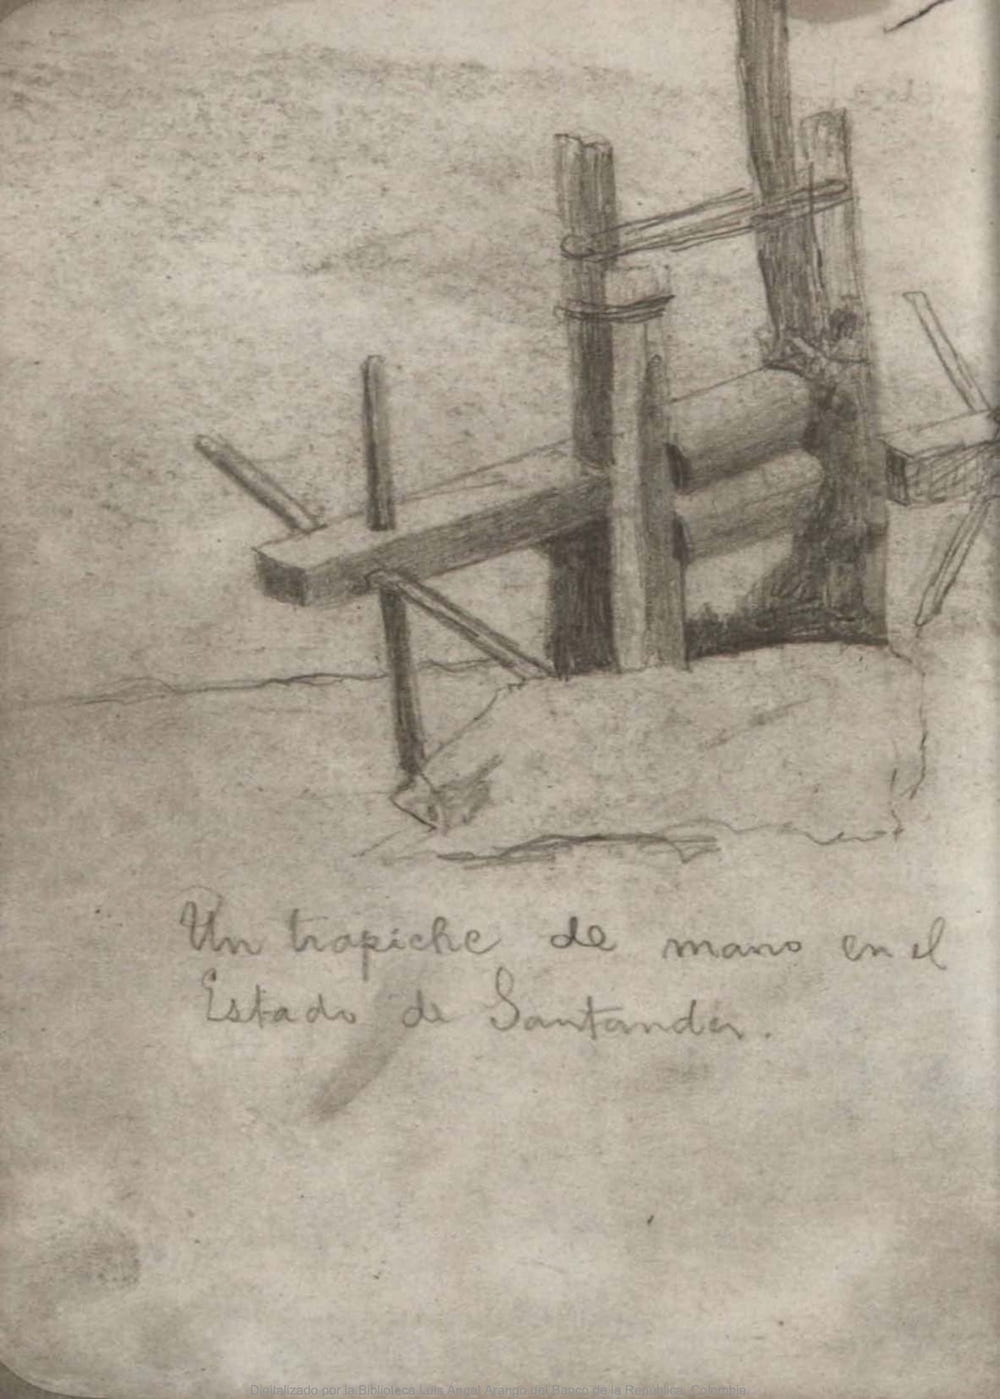 Un trapiche de mano en el
Estado de Santander.
Digitalizado por la Biblioteca Luis Angel Arango del Banco de la República, Colombia.